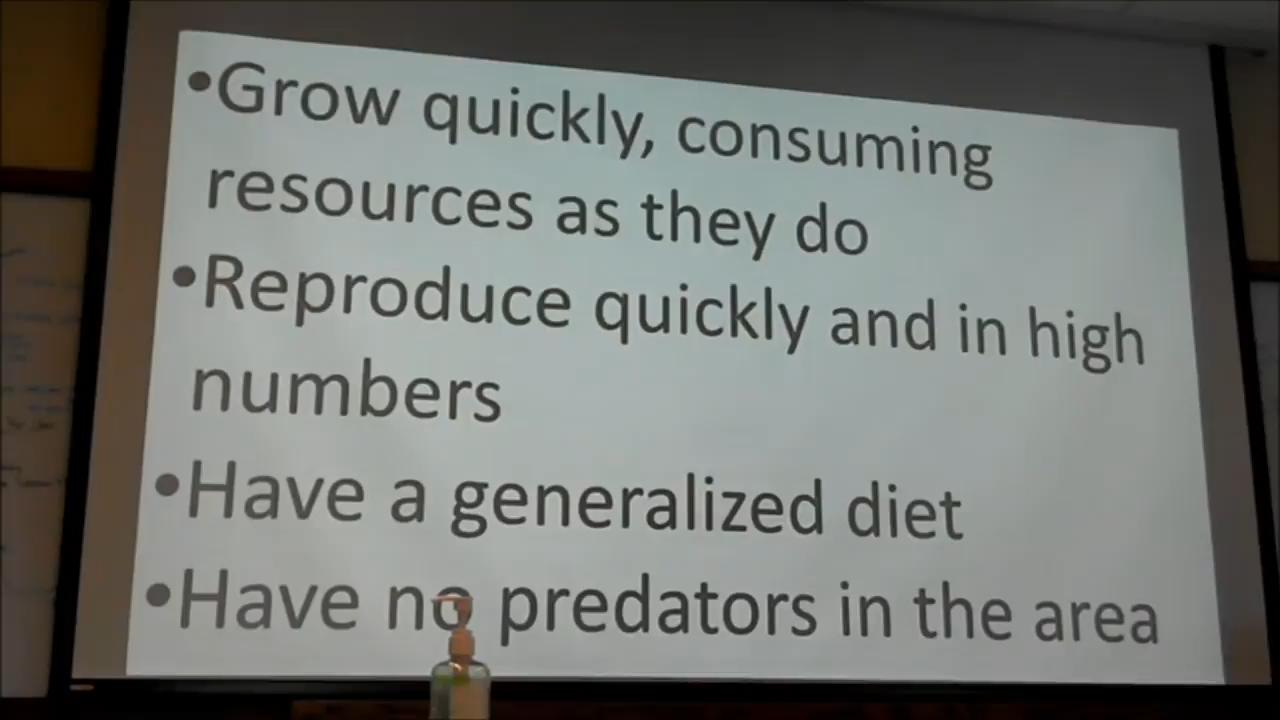 •Grow quickly, consuming
resources as they do
•Reproduce quickly and in high
numbers
•Have a generalized diet
•Have no predators in the area